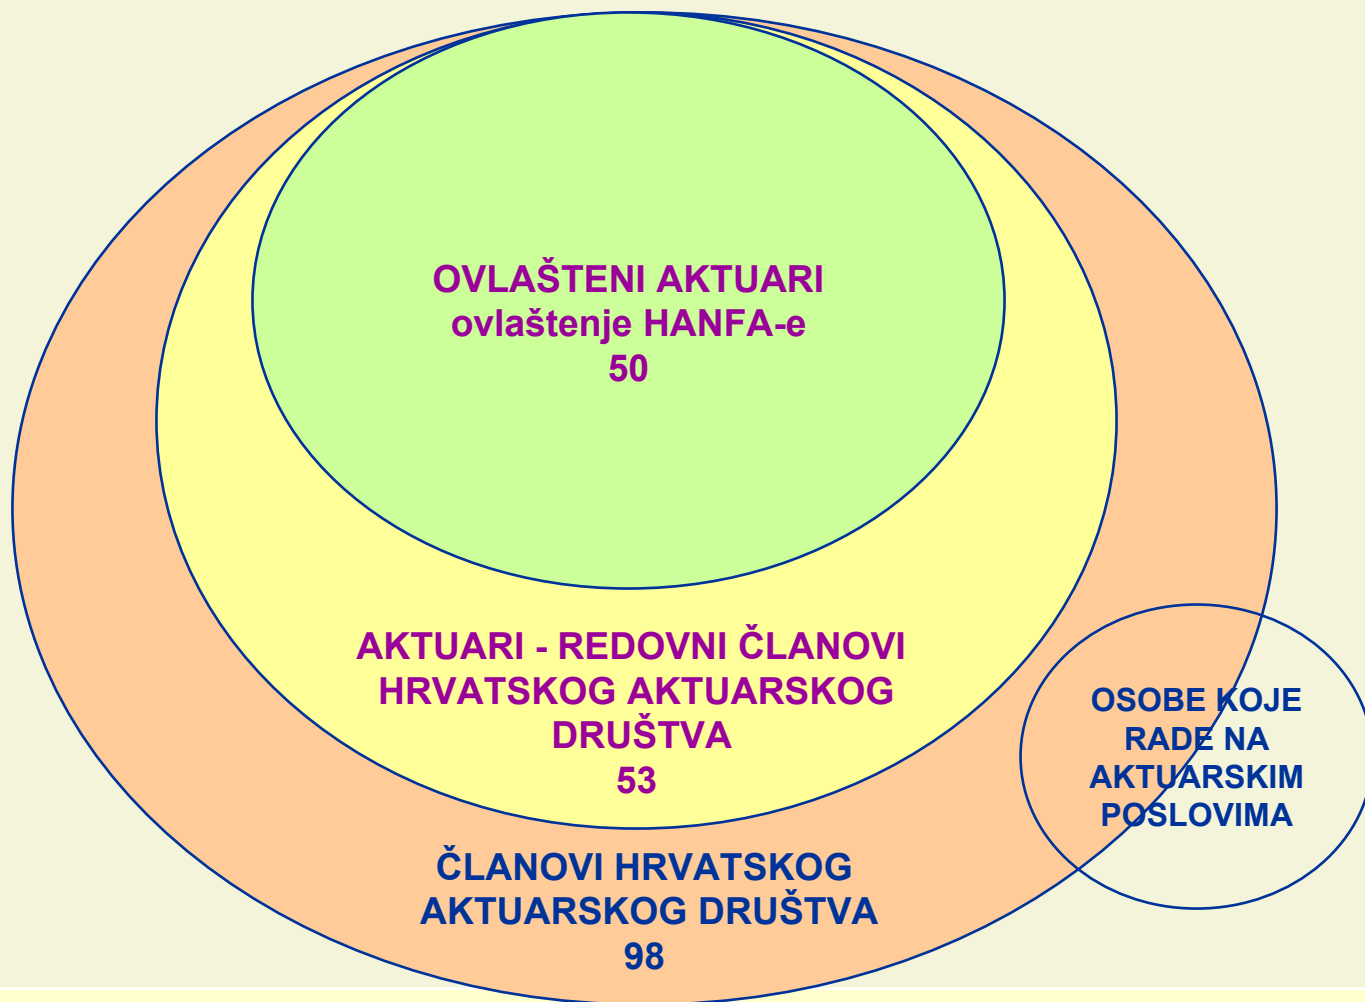 OVLAŠTENI AKTUARI
ovlaštenje HANFA-e
50
AKTUARI - REDOVNI ČLANOVI
HRVATSKOG AKTUARSKOG
DRUŠTVA
53
OSOBE KOJE
RADE NA
AKTUARSKIM
POSLOVIMA
ČLANOVI HRVATSKOG
AKTUARSKOG DRUŠTVA
98